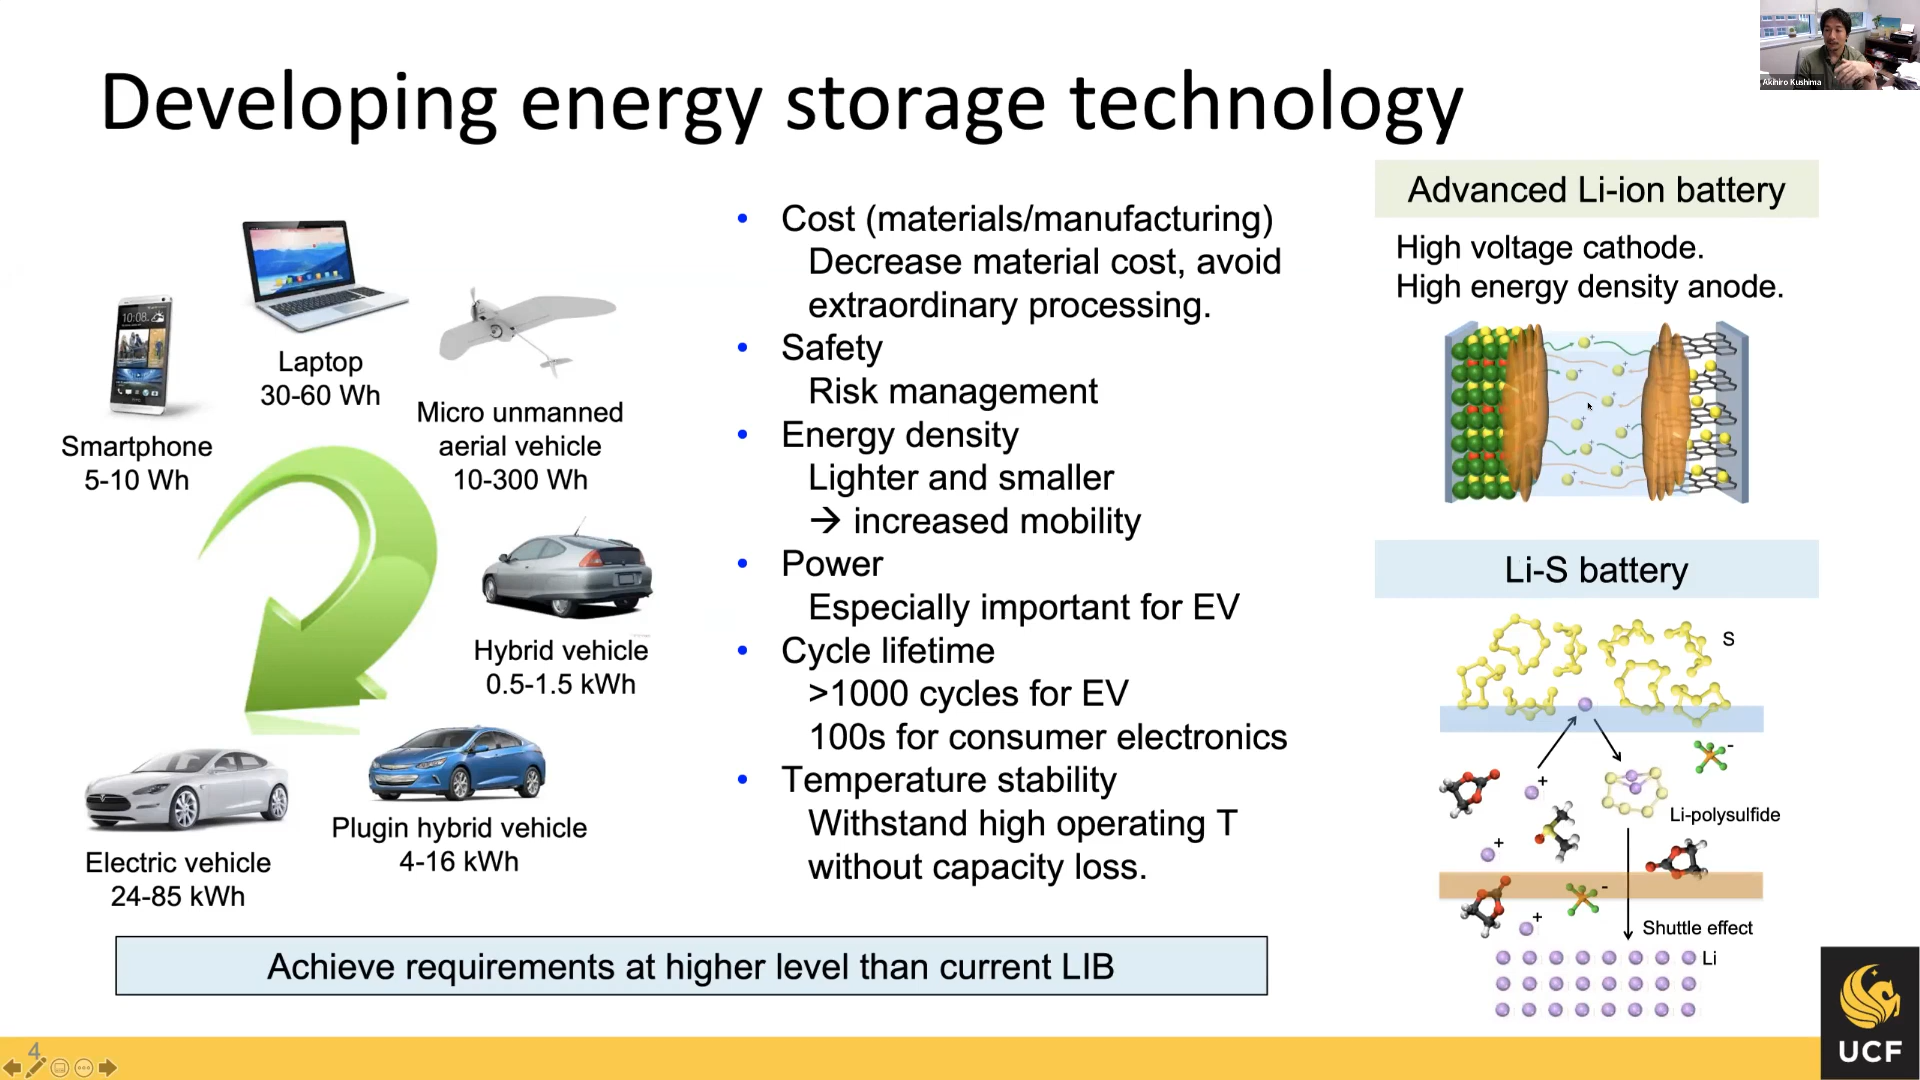 Akihiro Kushima
Developing energy storage technology
Laptop
30-60 Wh
10:08
Smartphone
5-10 Wh
Micro unmanned
aerial vehicle
10-300 Wh
Hybrid vehicle
0.5-1.5 kWh
Plugin hybrid vehicle
4-16 kWh
Electric vehicle
24-85 kWh
• Cost (materials/manufacturing)
Decrease material cost, avoid
extraordinary processing.
• Safety
Risk management
• Energy density
Lighter and smaller
→ increased mobility
• Power
Especially important for EV
• Cycle lifetime
>1000 cycles for EV
100s for consumer electronics
• Temperature stability
Withstand high operating T
without capacity loss.
Achieve requirements at higher level than current LIB
Advanced Li-ion battery
High voltage cathode.
High energy density anode.
Li-S battery
S
-
+
Li-polysulfide
+
-
+
Shuttle effect
Li
4
UCF